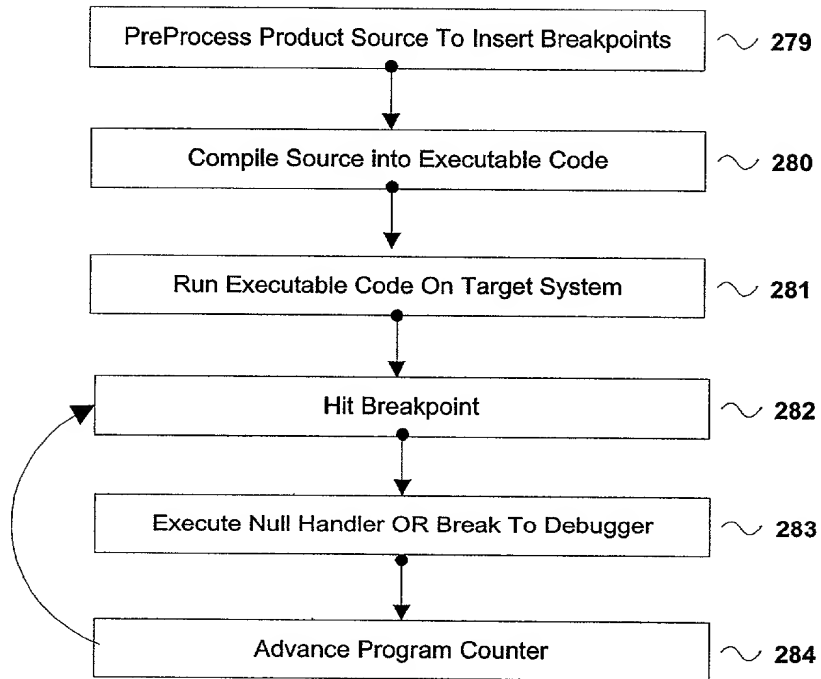 PreProcess Product Source To Insert Breakpoints 279
Compile Source into Executable Code 280
Run Executable Code On Target System 281
Hit Breakpoint 282
Execute Null Handler OR Break To Debugger 283
Advance Program Counter 284